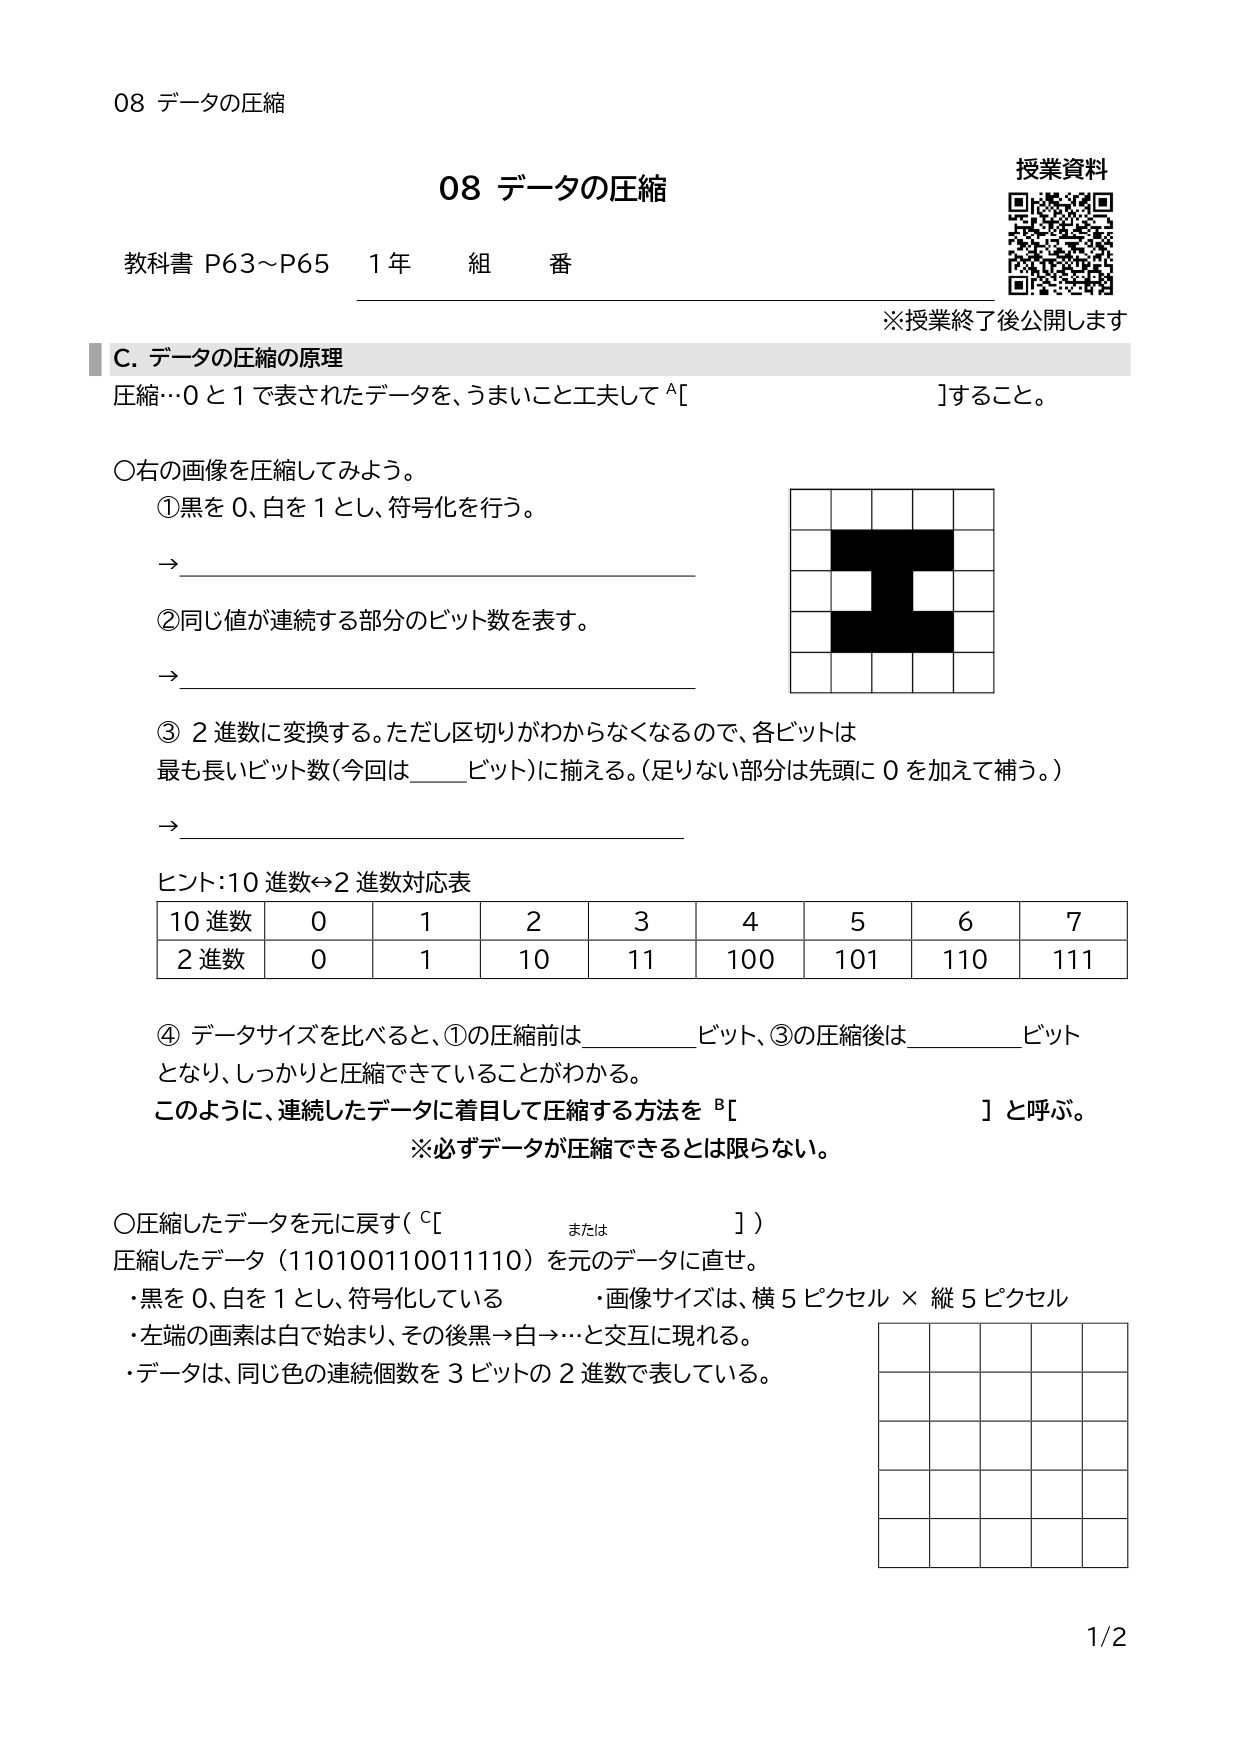 08 データの圧縮
授業資料
08 データの圧縮
教科書 P63～P65 1年 組 番
※授業終了後公開します
C. データの圧縮の原理
圧縮…0と1で表されたデータを、うまいこと工夫して A[ ]すること。
〇右の画像を圧縮してみよう。
①黒を0、白を1とし、符号化を行う。
→
②同じ値が連続する部分のビット数を表す。
→
③ 2進数に変換する。ただし区切りがわからなくなるので、各ビットは
最も長いビット数(今回は____ビット)に揃える。(足りない部分は先頭に0を加えて補う。)
→
ヒント:10進数↔2進数対応表
10進数 0 1 2 3 4 5 6 7
2進数 0 1 10 11 100 101 110 111
④ データサイズを比べると、①の圧縮前は________ビット、③の圧縮後は________ビット
となり、しっかりと圧縮できていることがわかる。
このように、連続したデータに着目して圧縮する方法を B[ ] と呼ぶ。
※必ずデータが圧縮できるとは限らない。
〇圧縮したデータを元に戻す( C[ または ] )
圧縮したデータ(110100110011110)を元のデータに直せ。
・黒を0、白を1とし、符号化している ・画像サイズは、横5ピクセル × 縦5ピクセル
・左端の画素は白で始まり、その後黒→白→…と交互に現れる。
・データは、同じ色の連続個数を3ビットの2進数で表している。
1/2